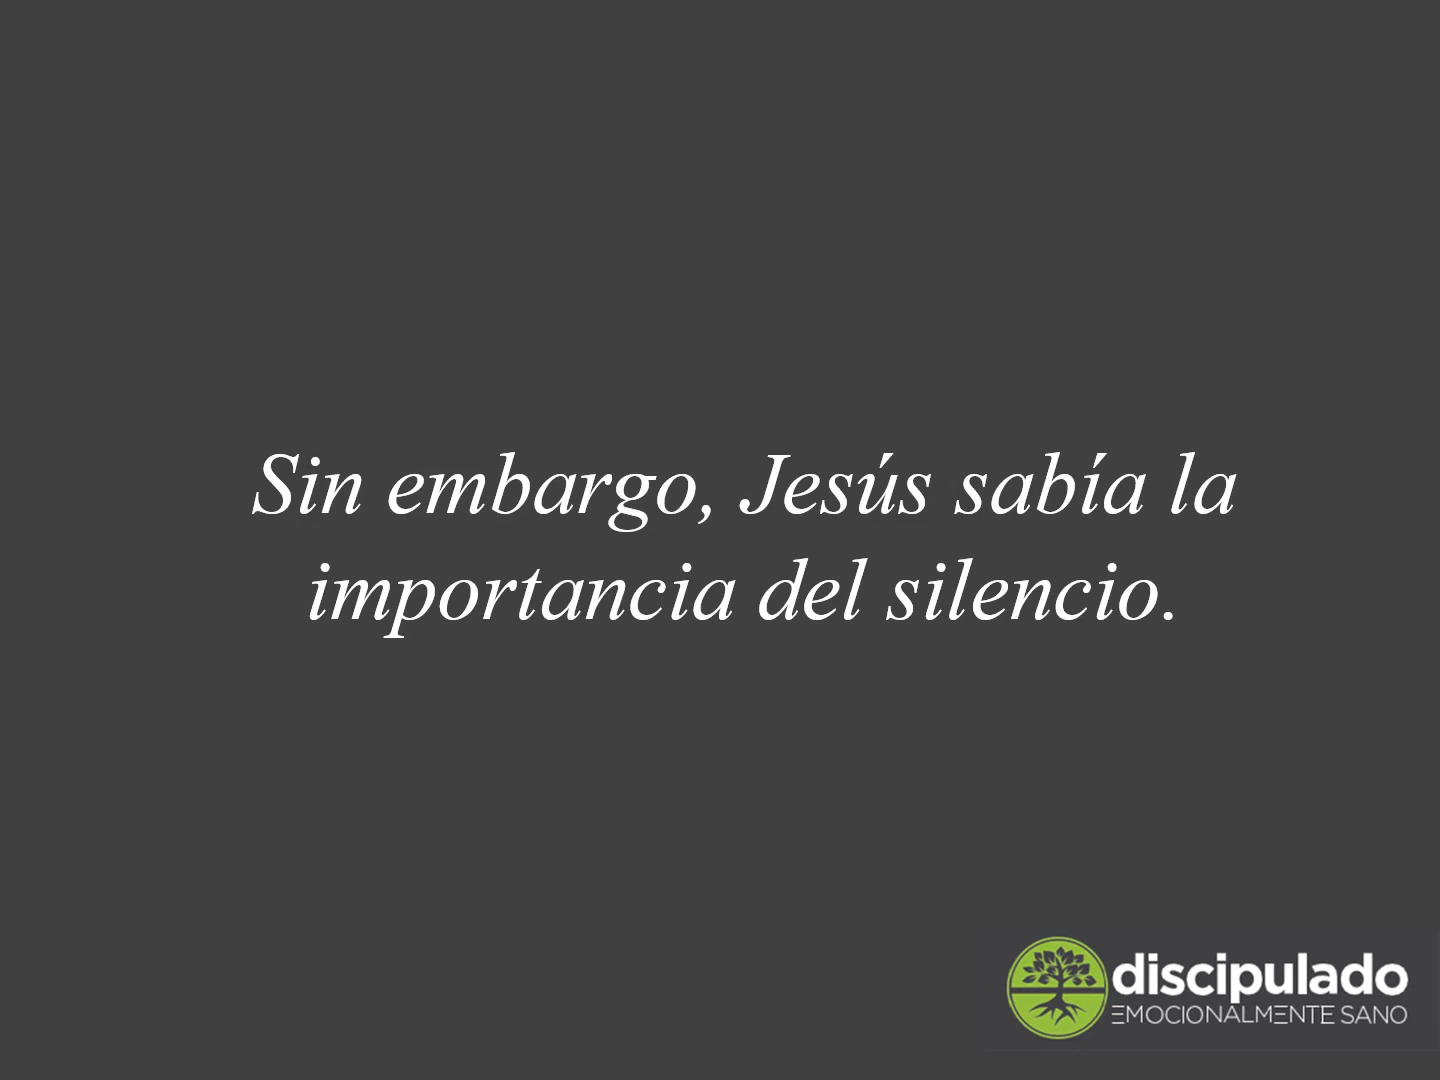 Sin embargo, Jesús sabía la
importancia del silencio.
discipulado
EMOCIONALMENTE SANO